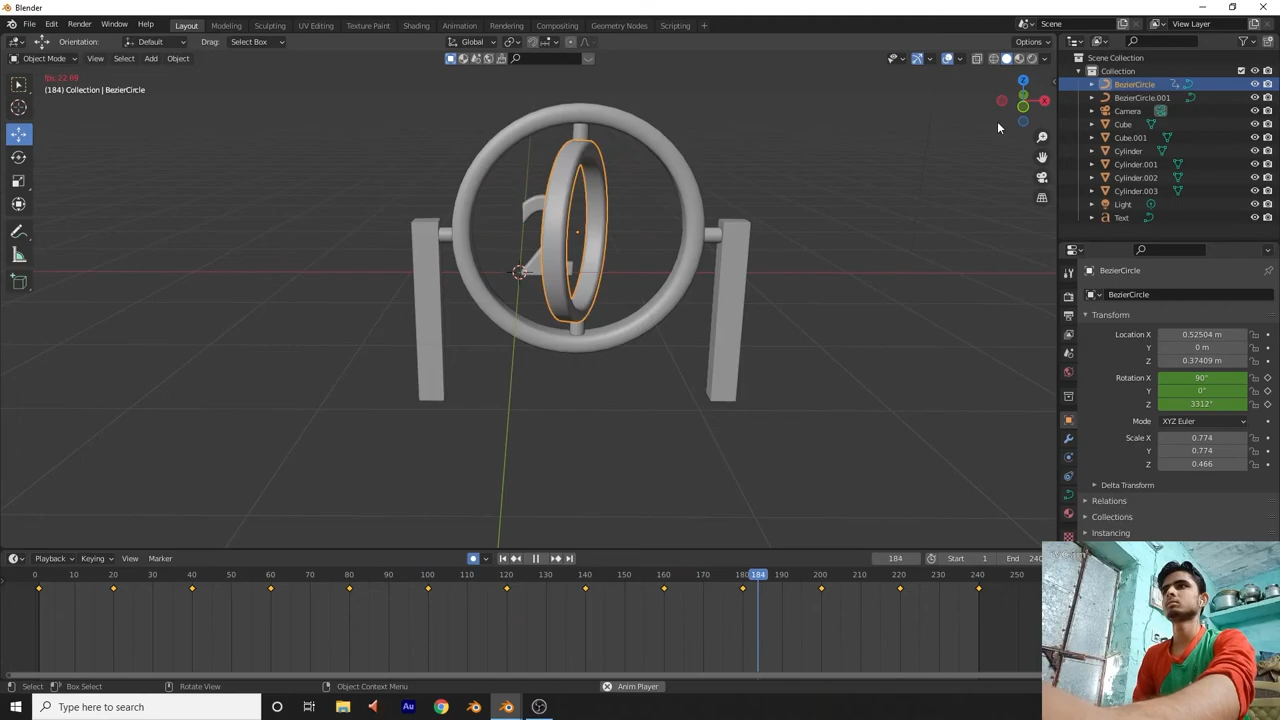 Blender
File Edit Render Window Help Layout Modeling Sculpting UV Editing Texture Paint Shading Animation Rendering Compositing Geometry Nodes Scripting + Scene View Layer
Orientation: Default Drag: Select Box Global Options
Object Mode View Select Add Object
fps: 22.69
(184) Collection | BezierCircle
X
Z
Scene Collection
Collection
BezierCircle
BezierCircle.001
Camera
Cube
Cube.001
Cylinder
Cylinder.001
Cylinder.002
Cylinder.003
Light
Text
BezierCircle
BezierCircle
Transform
Location X 0.52504 m
Y 0 m
Z 0.37409 m
Rotation X 90°
Y 0°
Z 3312°
Mode XYZ Euler
Scale X 0.774
Y 0.774
Z 0.466
Delta Transform
Relations
Collections
Instancing
Playback Keying View Marker 184 Start 1 End 240
0 10 20 30 40 50 60 70 80 90 100 110 120 130 140 150 160 170 180 184 190 200 210 220 230 240 250
Select Box Select Rotate View Object Context Menu Anim Player
Type here to search
Au